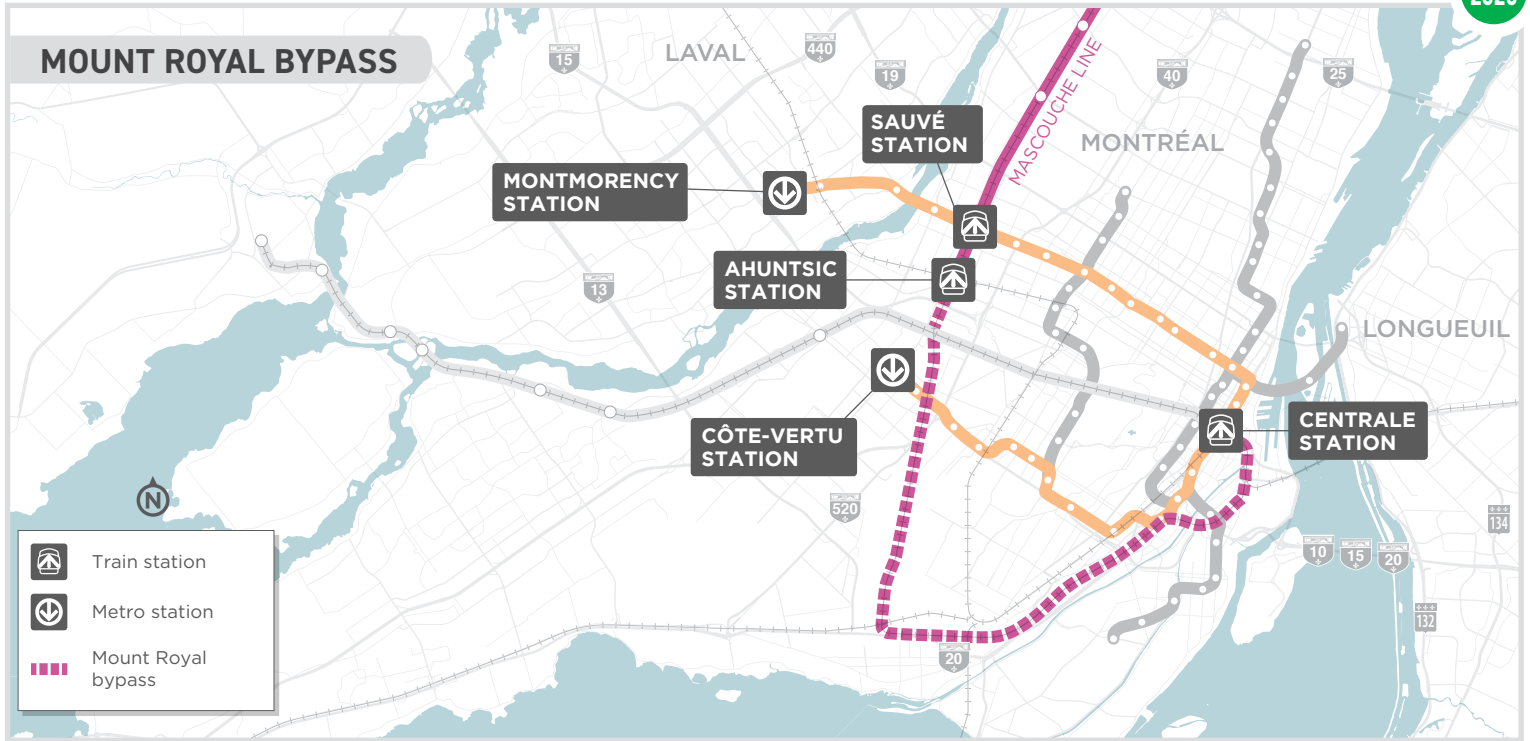 MOUNT ROYAL BYPASS
LAVAL
15
440
19
40
25
MASCOUCHE LINE
SAUVÉ
STATION
MONTRÉAL
MONTMORENCY
STATION
AHUNTSIC
STATION
13
LONGUEUIL
CÔTE-VERTU
STATION
CENTRALE
STATION
N
520
134
10
15
20
132
20
Train station
Metro station
Mount Royal
bypass